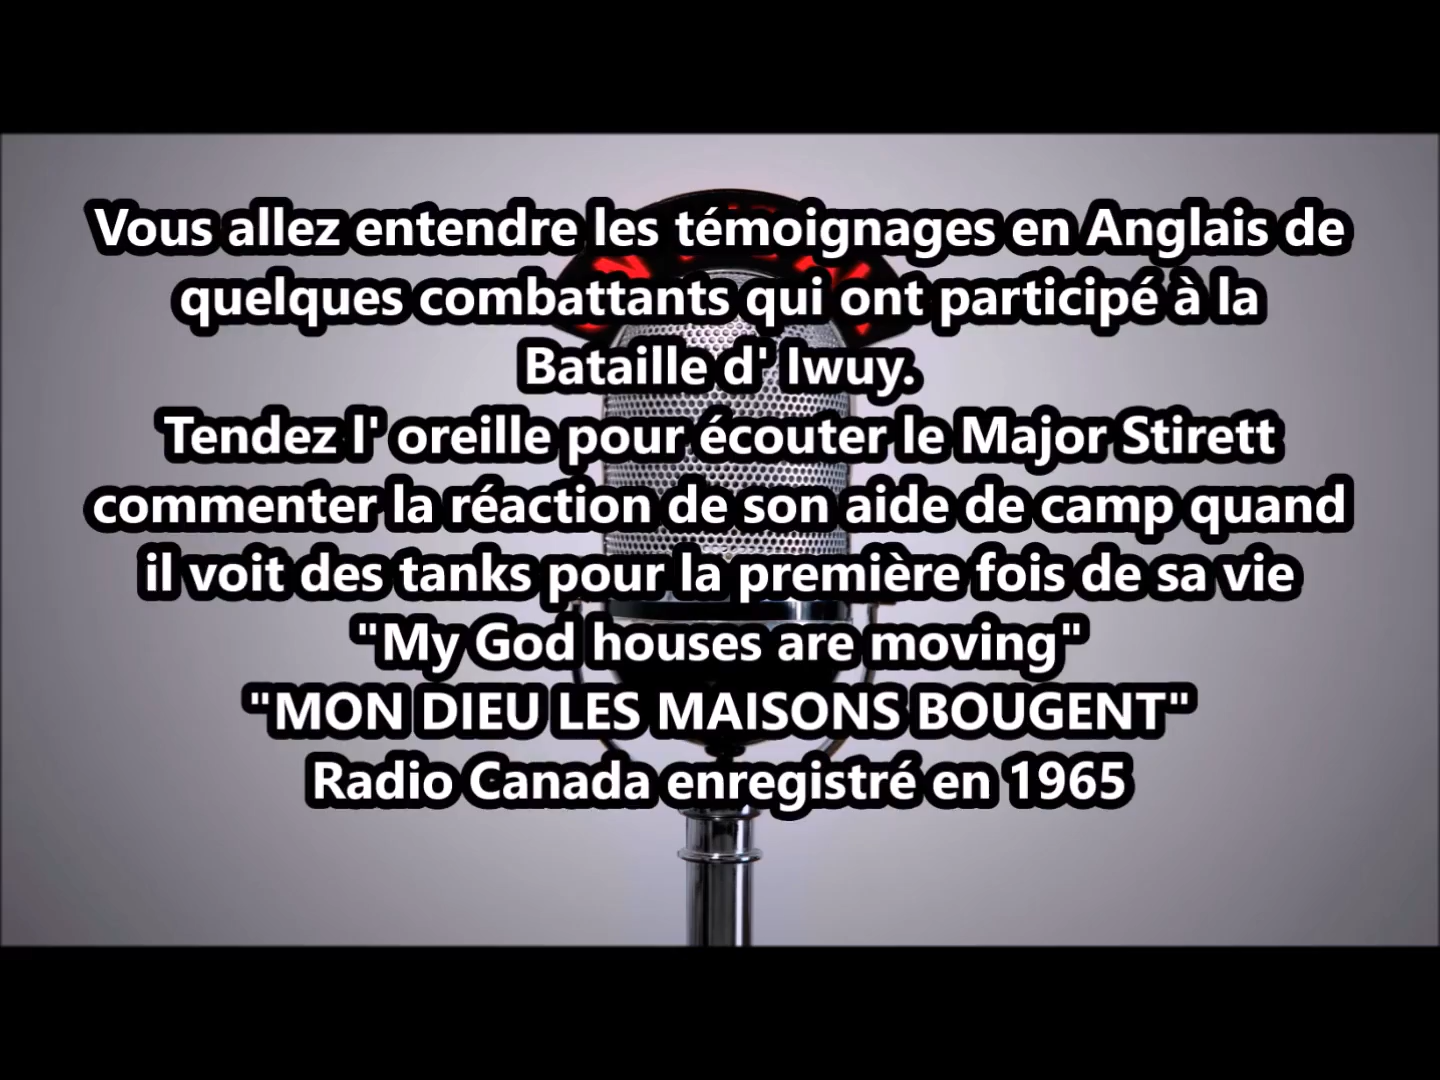 Vous allez entendre les témoignages en Anglais de
quelques combattants qui ont participé à la
Bataille d' Iwuy.
Tendez l' oreille pour écouter le Major Stirett
commenter la réaction de son aide de camp quand
il voit des tanks pour la première fois de sa vie
"My God houses are moving"
"MON DIEU LES MAISONS BOUGENT"
Radio Canada enregistré en 1965